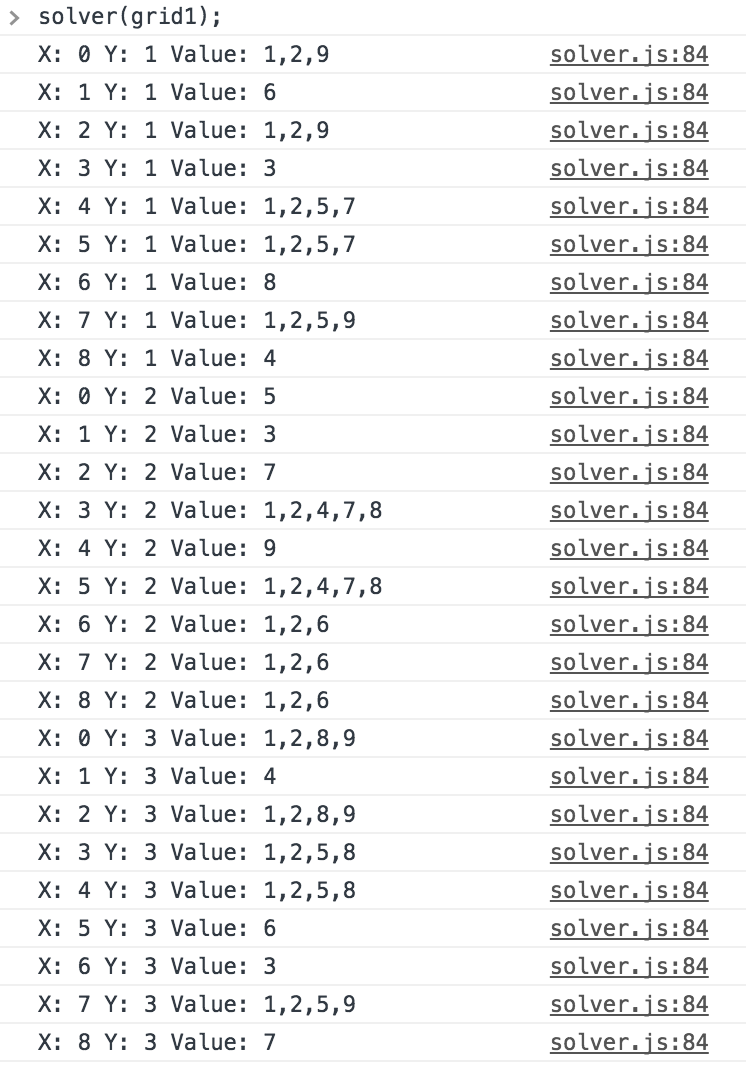 > solver(grid1);
X: 0 Y: 1 Value: 1,2,9 solver.js:84
X: 1 Y: 1 Value: 6 solver.js:84
X: 2 Y: 1 Value: 1,2,9 solver.js:84
X: 3 Y: 1 Value: 3 solver.js:84
X: 4 Y: 1 Value: 1,2,5,7 solver.js:84
X: 5 Y: 1 Value: 1,2,5,7 solver.js:84
X: 6 Y: 1 Value: 8 solver.js:84
X: 7 Y: 1 Value: 1,2,5,9 solver.js:84
X: 8 Y: 1 Value: 4 solver.js:84
X: 0 Y: 2 Value: 5 solver.js:84
X: 1 Y: 2 Value: 3 solver.js:84
X: 2 Y: 2 Value: 7 solver.js:84
X: 3 Y: 2 Value: 1,2,4,7,8 solver.js:84
X: 4 Y: 2 Value: 9 solver.js:84
X: 5 Y: 2 Value: 1,2,4,7,8 solver.js:84
X: 6 Y: 2 Value: 1,2,6 solver.js:84
X: 7 Y: 2 Value: 1,2,6 solver.js:84
X: 8 Y: 2 Value: 1,2,6 solver.js:84
X: 0 Y: 3 Value: 1,2,8,9 solver.js:84
X: 1 Y: 3 Value: 4 solver.js:84
X: 2 Y: 3 Value: 1,2,8,9 solver.js:84
X: 3 Y: 3 Value: 1,2,5,8 solver.js:84
X: 4 Y: 3 Value: 1,2,5,8 solver.js:84
X: 5 Y: 3 Value: 6 solver.js:84
X: 6 Y: 3 Value: 3 solver.js:84
X: 7 Y: 3 Value: 1,2,5,9 solver.js:84
X: 8 Y: 3 Value: 7 solver.js:84